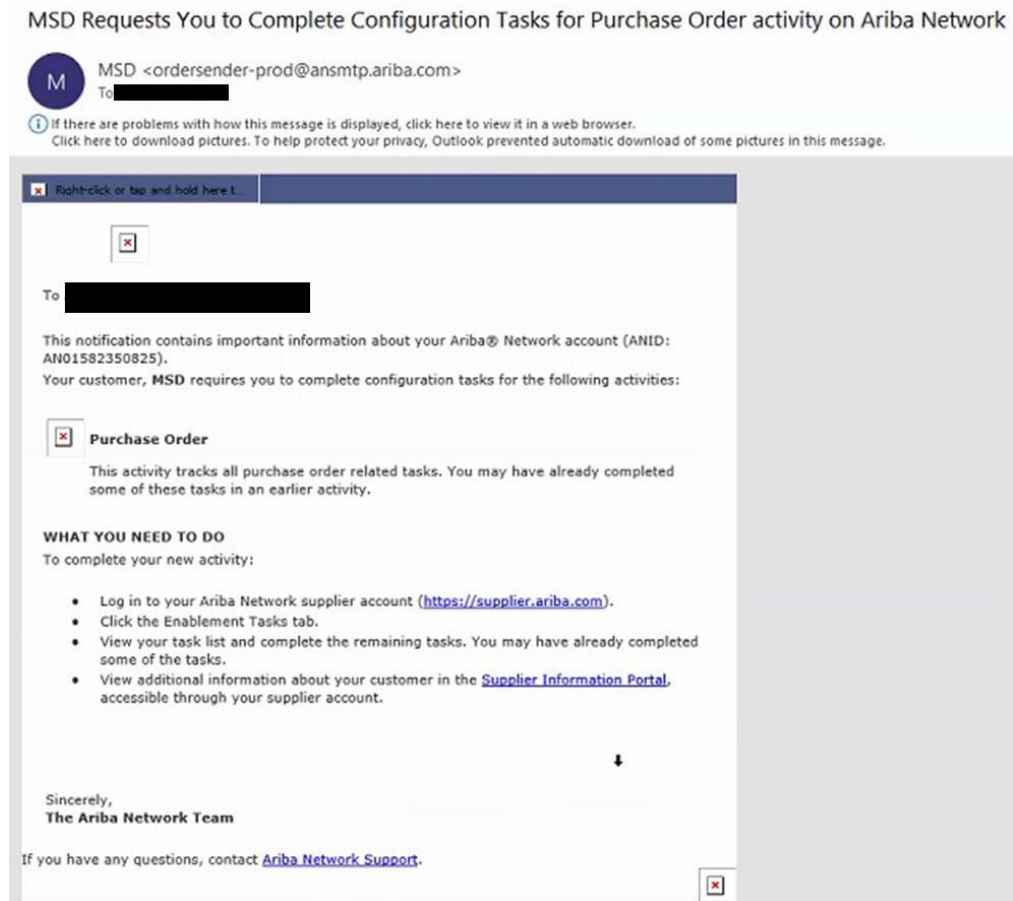 MSD Requests You to Complete Configuration Tasks for Purchase Order activity on Ariba Network
M
MSD <ordersender-prod@ansmtp.ariba.com>
To
If there are problems with how this message is displayed, click here to view it in a web browser.
Click here to download pictures. To help protect your privacy, Outlook prevented automatic download of some pictures in this message.
Right-click or tap and hold here t...
To
This notification contains important information about your Ariba® Network account (ANID:
AN01582350825).
Your customer, MSD requires you to complete configuration tasks for the following activities:
Purchase Order
This activity tracks all purchase order related tasks. You may have already completed
some of these tasks in an earlier activity.
WHAT YOU NEED TO DO
To complete your new activity:
• Log in to your Ariba Network supplier account (https://supplier.ariba.com).
• Click the Enablement Tasks tab.
• View your task list and complete the remaining tasks. You may have already completed
some of the tasks.
• View additional information about your customer in the Supplier Information Portal,
accessible through your supplier account.
Sincerely,
The Ariba Network Team
If you have any questions, contact Ariba Network Support.